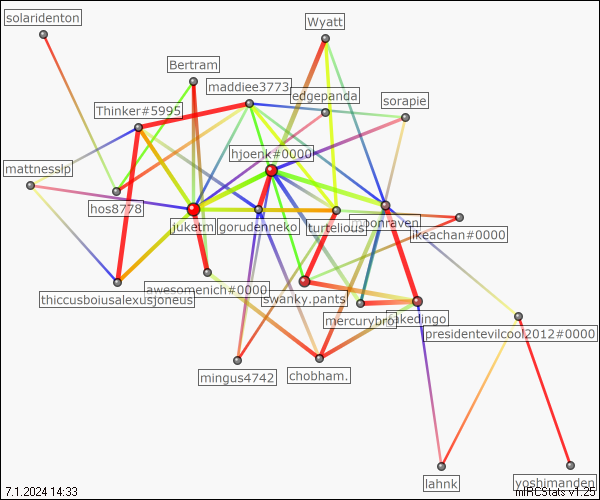 solaridenton
Wyatt
Bertram
maddiee3773
edgepanda
sorapie
Thinker#5995
hjoenk#0000
mattnesslp
hos8778
juketm
gorudenneko
turtelious
moonraven
ikeachan#0000
thiccusboiusalexusjoneus
awesomenich#0000
swanky.pants
mercurybro
nakedingo
presidentevilcool2012#0000
mingus4742
chobham.
lahnk
yoshimanden
7.1.2024 14:33
mIRCStats v1.25